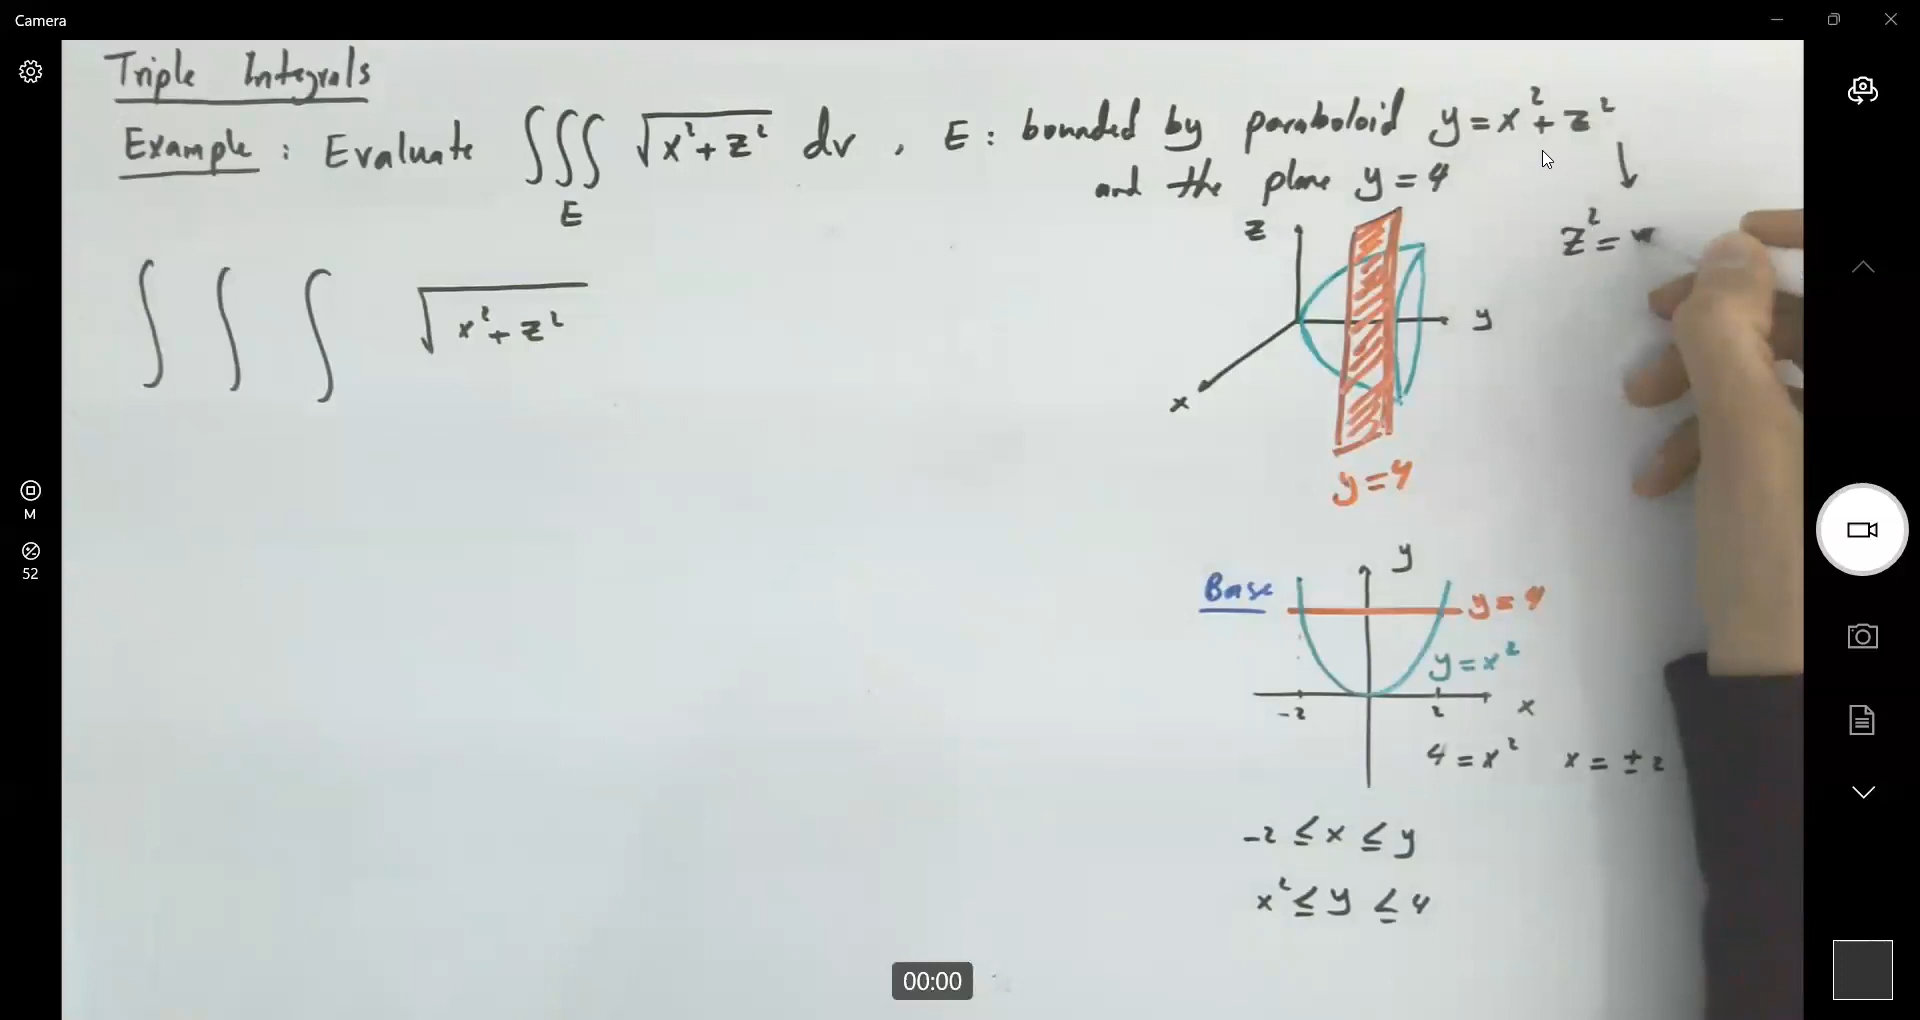 Camera
Triple Integrals
Example : Evaluate ∭_E √(x²+z²) dv , E : bounded by paraboloid y = x² + z²
and the plane y = 4
z² =
z
y
x
∫ ∫ ∫ √(x²+z²)
y=4
M
52
y
Base
y = 4
y = x²
-2
2
x
4 = x² x = ± 2
-2 ≤ x ≤ y
x² ≤ y ≤ 4
00:00